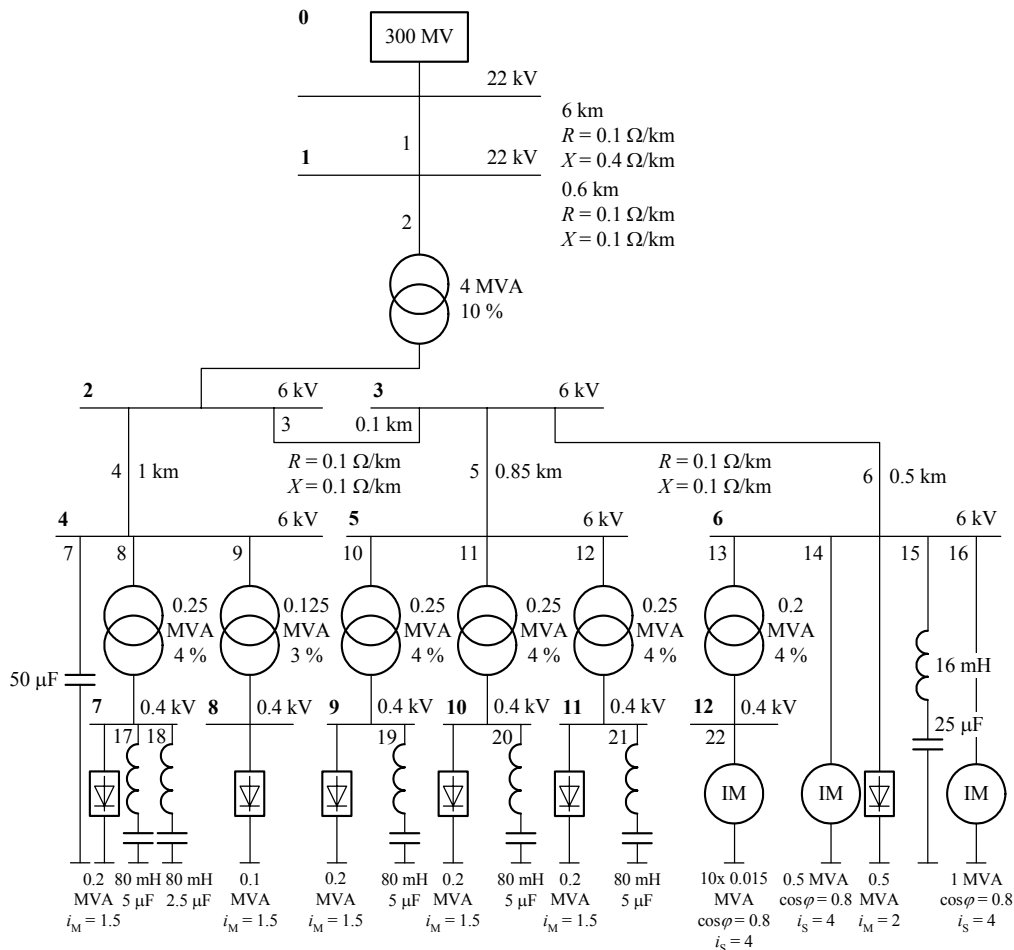 0
300 MV
22 kV
6 km
R = 0.1 Ω/km
X = 0.4 Ω/km
1
1
22 kV
0.6 km
R = 0.1 Ω/km
X = 0.1 Ω/km
2
4 MVA
10 %
2
6 kV
3
6 kV
3
0.1 km
R = 0.1 Ω/km
X = 0.1 Ω/km
4
1 km
5
0.85 km
R = 0.1 Ω/km
X = 0.1 Ω/km
6
0.5 km
4
6 kV
5
6 kV
6
6 kV
7
8
9
10
11
12
13
14
15
16
0.25
MVA
4 %
0.125
MVA
3 %
0.25
MVA
4 %
0.25
MVA
4 %
0.25
MVA
4 %
0.2
MVA
4 %
50 μF
16 mH
25 μF
7
0.4 kV
8
0.4 kV
9
0.4 kV
10
0.4 kV
11
0.4 kV
12
0.4 kV
17
18
19
20
21
22
IM
IM
IM
0.2
MVA
iM = 1.5
80 mH
5 μF
80 mH
2.5 μF
0.1
MVA
iM = 1.5
0.2
MVA
iM = 1.5
80 mH
5 μF
0.2
MVA
iM = 1.5
80 mH
5 μF
0.2
MVA
iM = 1.5
80 mH
5 μF
10x 0.015
MVA
cosφ = 0.8
iS = 4
0.5 MVA
cosφ = 0.8
iS = 4
0.5
MVA
iM = 2
1 MVA
cosφ = 0.8
iS = 4